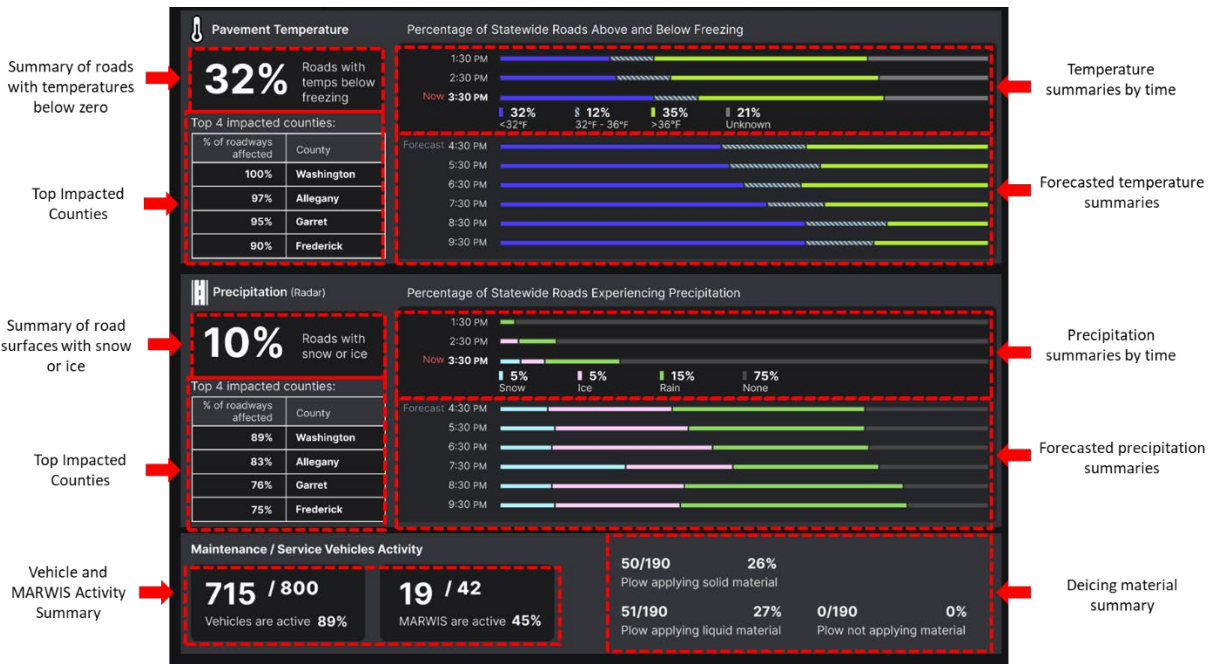 Pavement Temperature
Percentage of Statewide Roads Above and Below Freezing
Summary of roads
with temperatures
below zero
32%
Roads with
temps below
freezing
Top 4 impacted counties:
% of roadways
affected
County
100% Washington
97% Allegany
95% Garret
90% Frederick
Top Impacted
Counties
1:30 PM
2:30 PM
Now 3:30 PM
32% 12% 35% 21%
<32°F 32°F - 36°F >36°F Unknown
Temperature
summaries by time
Forecast 4:30 PM
5:30 PM
6:30 PM
7:30 PM
8:30 PM
9:30 PM
Forecasted temperature
summaries
Precipitation (Radar)
Percentage of Statewide Roads Experiencing Precipitation
Summary of road
surfaces with snow
or ice
10%
Roads with
snow or ice
Top 4 impacted counties:
% of roadways
affected
County
89% Washington
83% Allegany
76% Garret
75% Frederick
Top Impacted
Counties
1:30 PM
2:30 PM
Now 3:30 PM
5% 5% 15% 75%
Snow Ice Rain None
Precipitation
summaries by time
Forecast 4:30 PM
5:30 PM
6:30 PM
7:30 PM
8:30 PM
9:30 PM
Forecasted precipitation
summaries
Maintenance / Service Vehicles Activity
Vehicle and
MARWIS Activity
Summary
715 / 800
Vehicles are active 89%
19 / 42
MARWIS are active 45%
50/190 26%
Plow applying solid material
51/190 27%
Plow applying liquid material
0/190 0%
Plow not applying material
Deicing material
summary